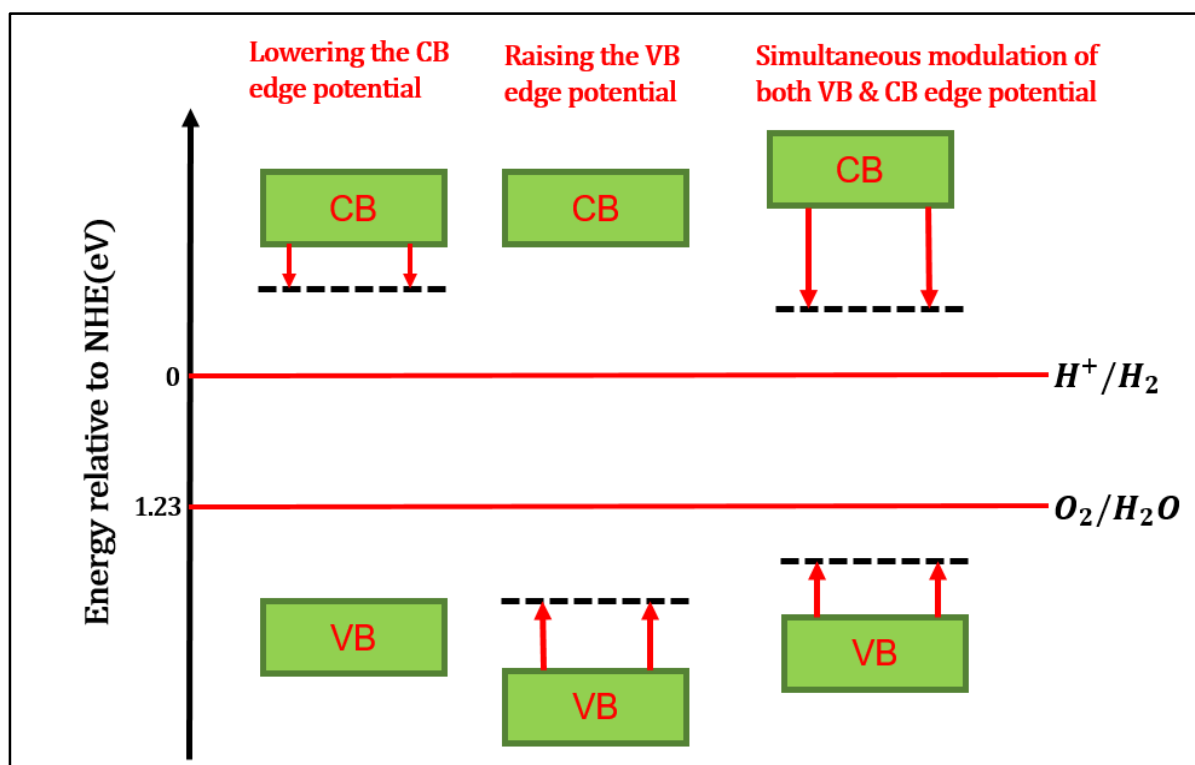 Lowering the CB
edge potential
Raising the VB
edge potential
Simultaneous modulation of
both VB & CB edge potential
Energy relative to NHE(eV)
CB
CB
CB
0
H⁺/H₂
1.23
O₂/H₂O
VB
VB
VB